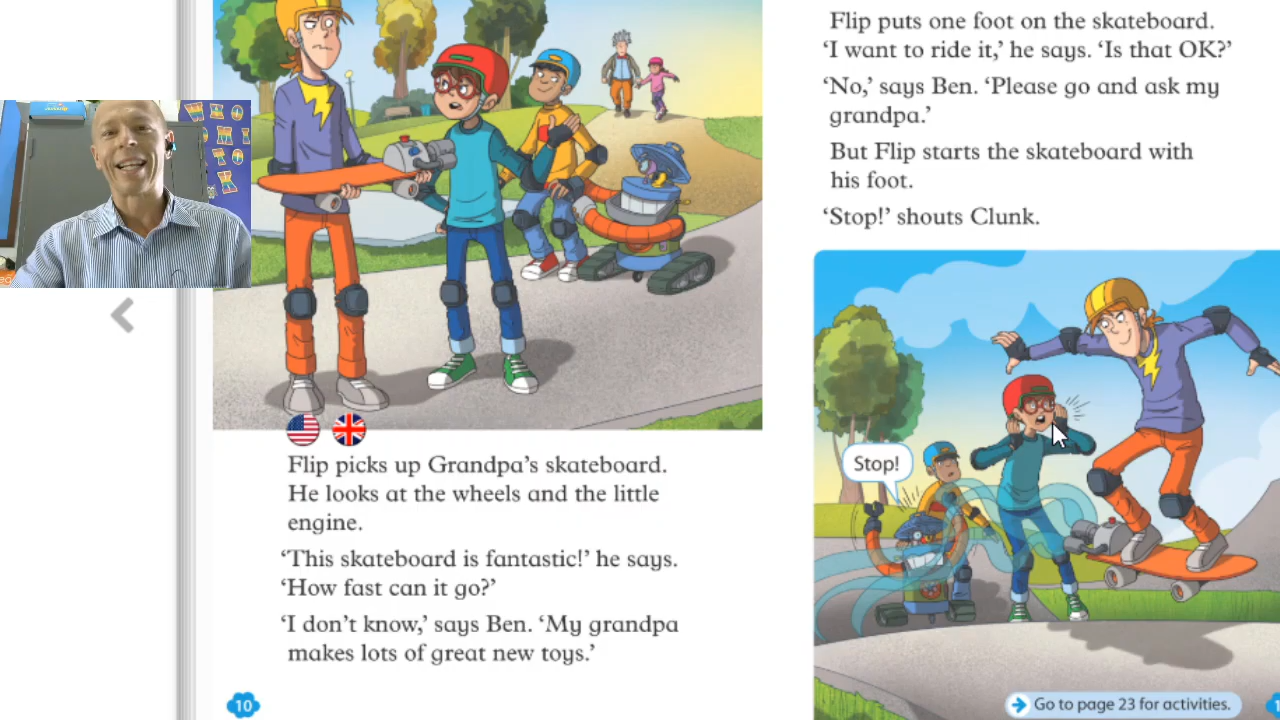 Flip picks up Grandpa's skateboard.
He looks at the wheels and the little
engine.
‘This skateboard is fantastic!’ he says.
‘How fast can it go?’
‘I don't know,’ says Ben. ‘My grandpa
makes lots of great new toys.’
10
Flip puts one foot on the skateboard.
‘I want to ride it,’ he says. ‘Is that OK?’
‘No,’ says Ben. ‘Please go and ask my
grandpa.’
But Flip starts the skateboard with
his foot.
‘Stop!’ shouts Clunk.
Stop!
Go to page 23 for activities.